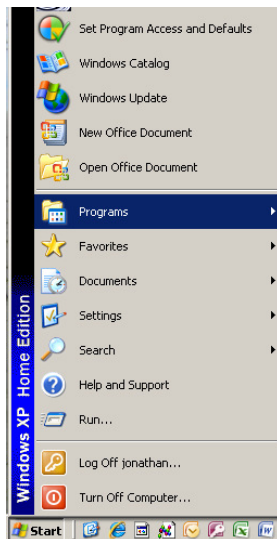 Set Program Access and Defaults
Windows Catalog
Windows Update
New Office Document
Open Office Document
Programs
Favorites
Documents
Settings
Search
Help and Support
Run...
Log Off jonathan...
Turn Off Computer...
Windows XP Home Edition
Start